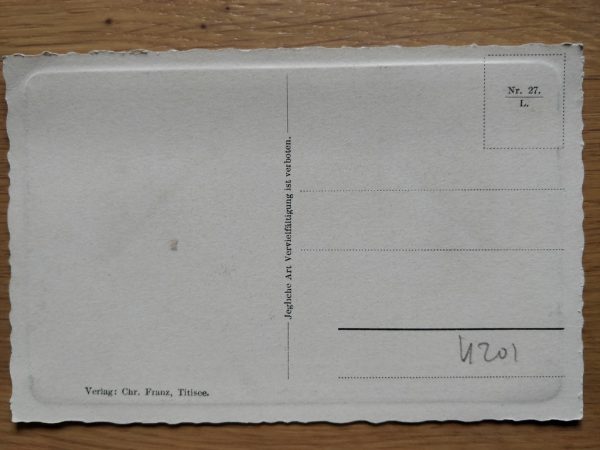 Nr. 27.
L.
Jegliche Art Vervielfältigung ist verboten.
4201
Verlag: Chr. Franz, Titisee.